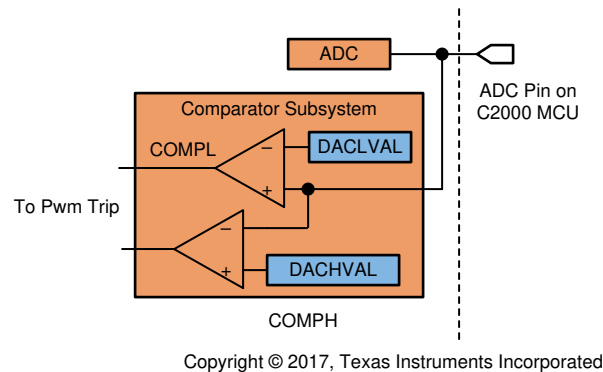 ADC
ADC Pin on
C2000 MCU
Comparator Subsystem
COMPL
−
DACLVAL
+
To Pwm Trip
−
+
DACHVAL
COMPH
Copyright © 2017, Texas Instruments Incorporated